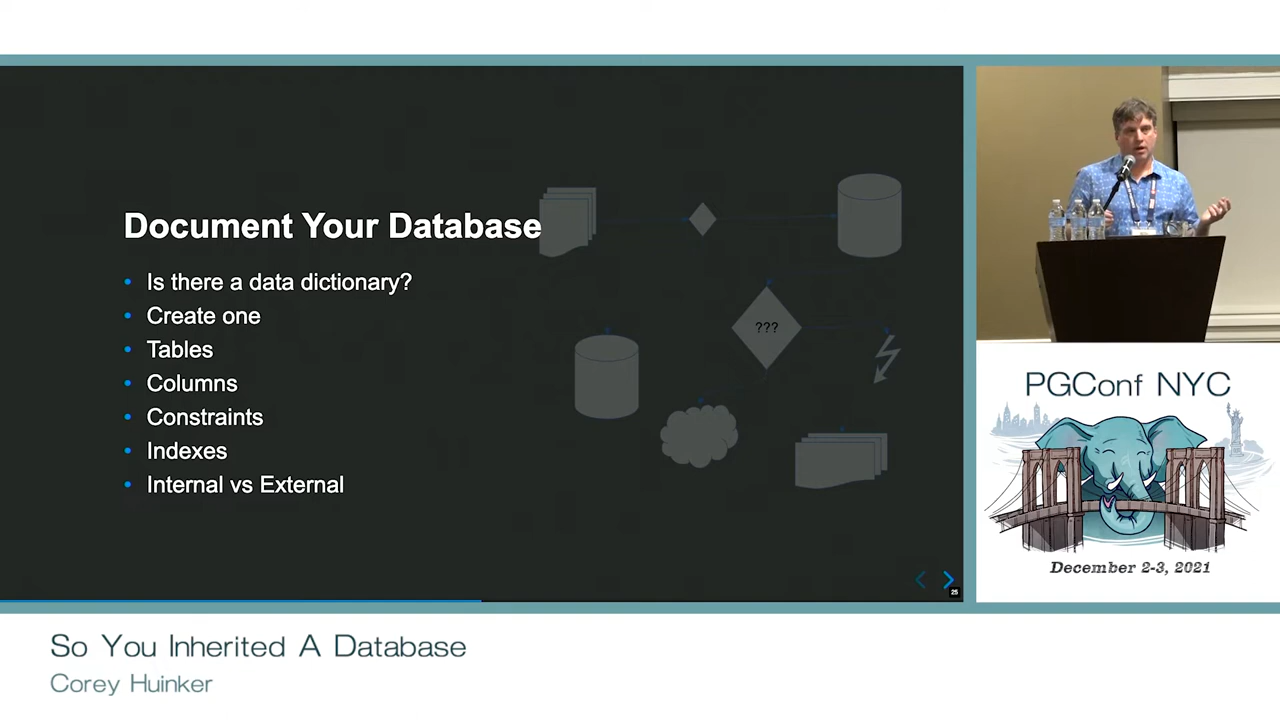 Document Your Database
• Is there a data dictionary?
• Create one
• Tables
• Columns
• Constraints
• Indexes
• Internal vs External
???
25
PGConf NYC
December 2-3, 2021
So You Inherited A Database
Corey Huinker